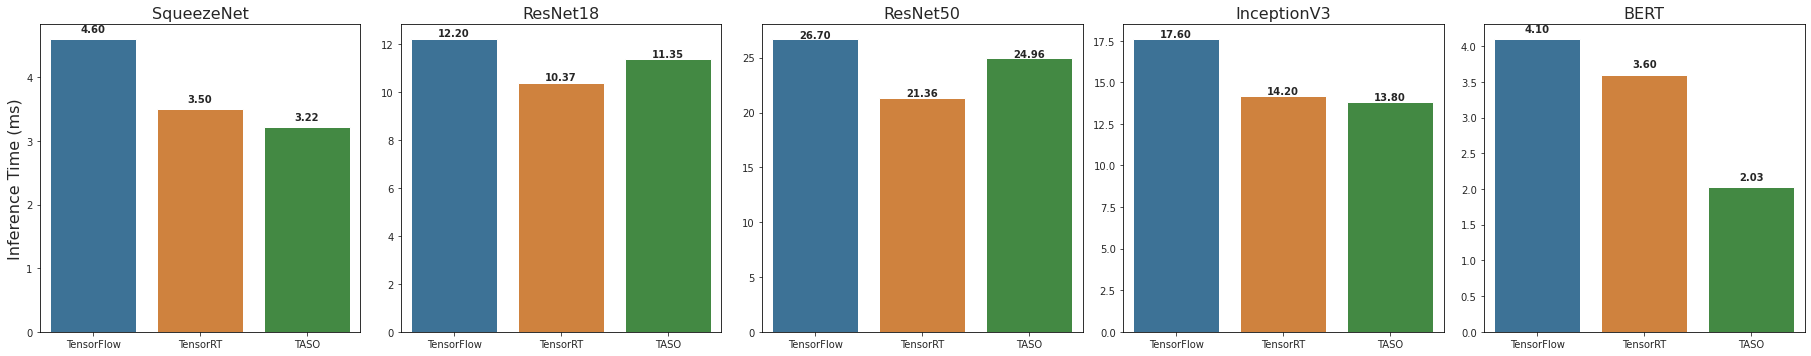 SqueezeNet
Inference Time (ms)
4
3
2
1
0
4.60
3.50
3.22
TensorFlow
TensorRT
TASO
ResNet18
12
10
8
6
4
2
0
12.20
10.37
11.35
TensorFlow
TensorRT
TASO
ResNet50
25
20
15
10
5
0
26.70
21.36
24.96
TensorFlow
TensorRT
TASO
InceptionV3
17.5
15.0
12.5
10.0
7.5
5.0
2.5
0.0
17.60
14.20
13.80
TensorFlow
TensorRT
TASO
BERT
4.0
3.5
3.0
2.5
2.0
1.5
1.0
0.5
0.0
4.10
3.60
2.03
TensorFlow
TensorRT
TASO